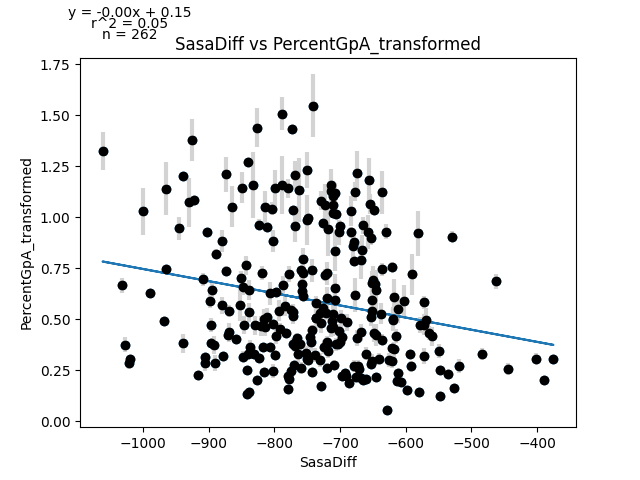 y = -0.00x + 0.15
r^2 = 0.05
n = 262
SasaDiff vs PercentGpA_transformed
1.75
1.50
1.25
1.00
0.75
0.50
0.25
0.00
PercentGpA_transformed
−1000
−900
−800
−700
−600
−500
−400
SasaDiff